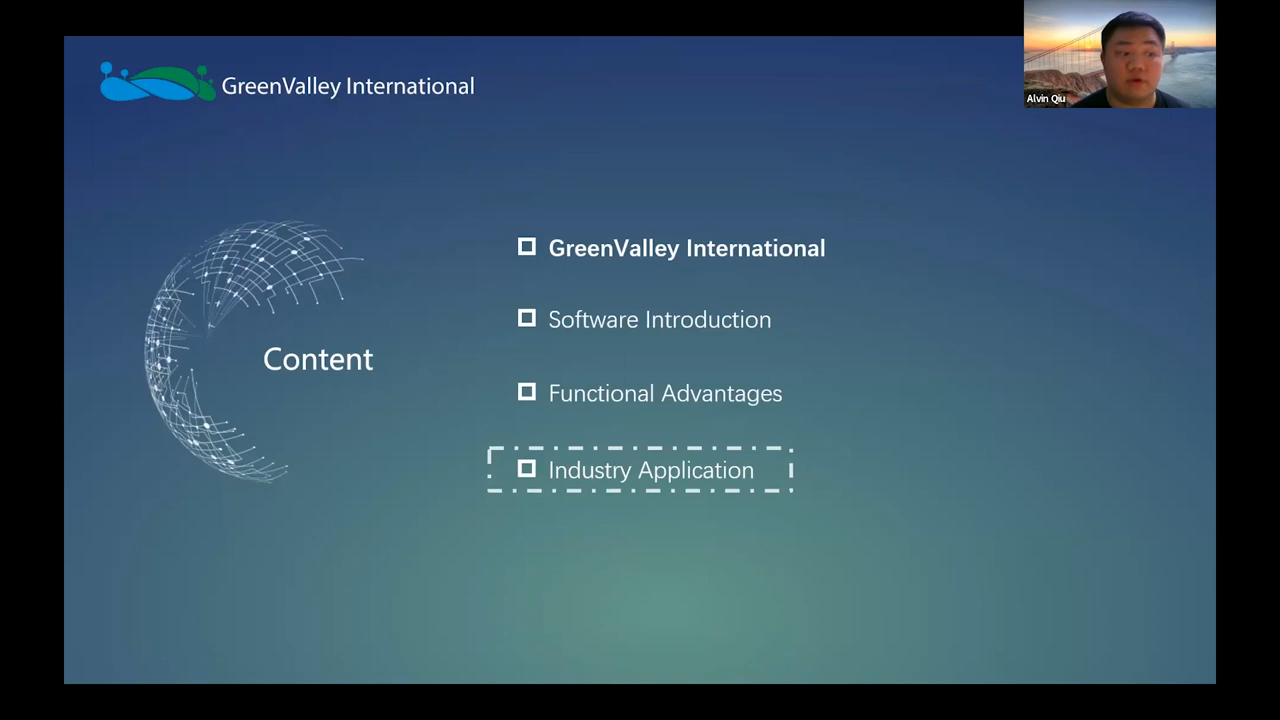 GreenValley International
Alvin Qiu
GreenValley International
Software Introduction
Content
Functional Advantages
Industry Application